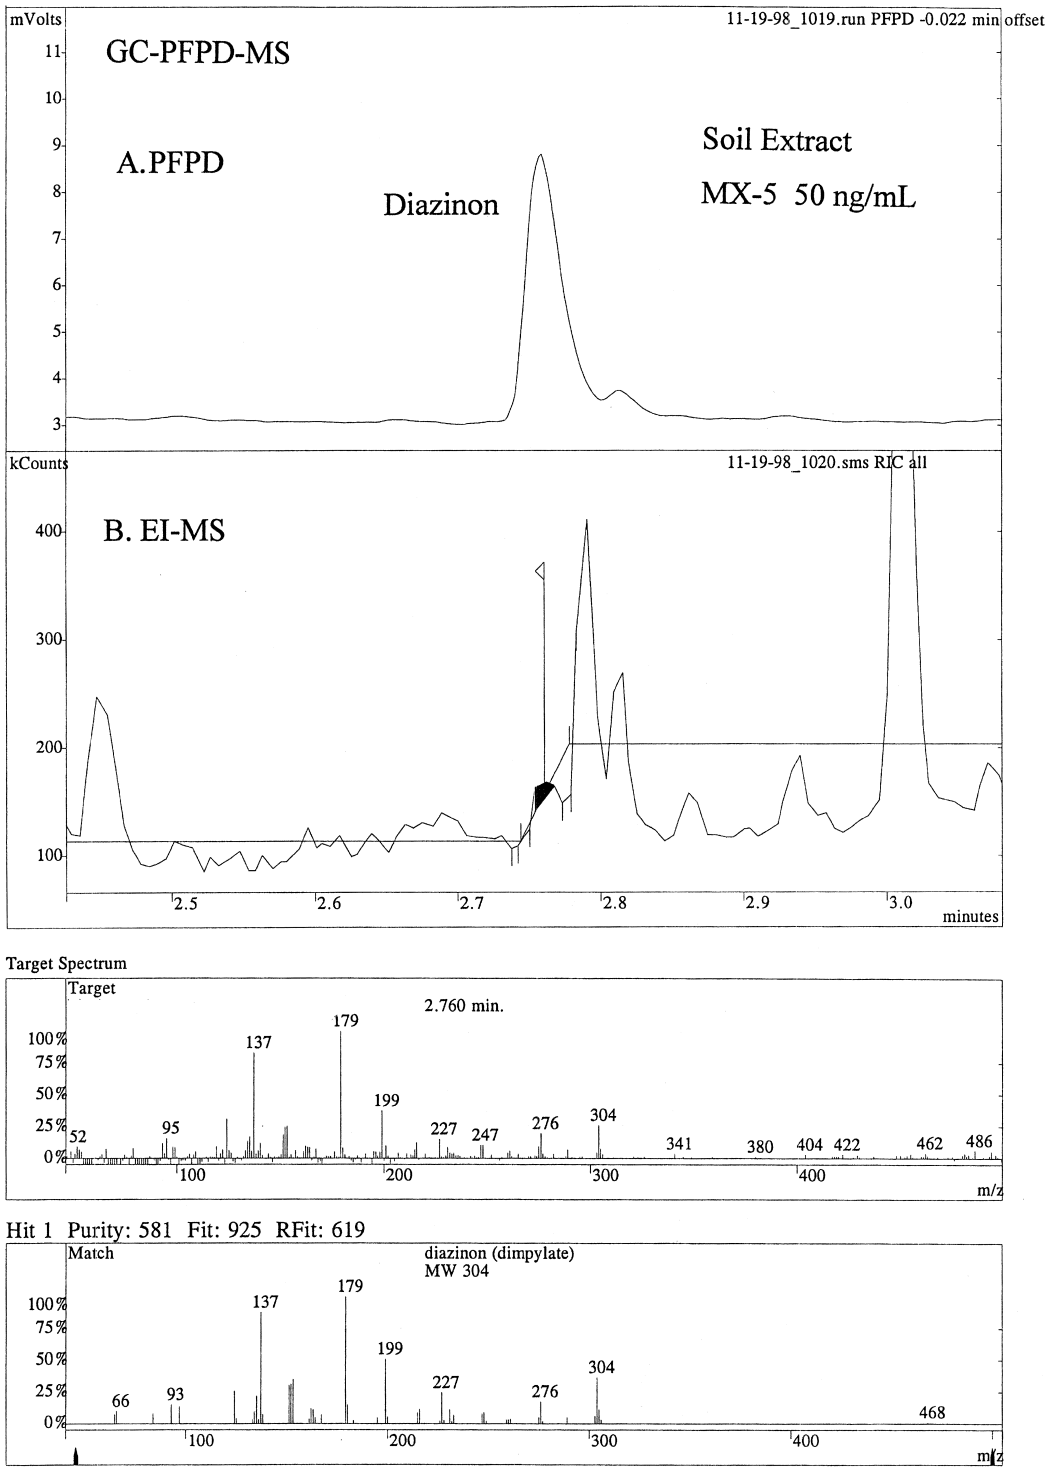 mVolts
11-19-98_1019.run PFPD -0.022 min offset
11
GC-PFPD-MS
10
9
Soil Extract
A.PFPD
8
Diazinon
MX-5 50 ng/mL
7
6
5
4
3
kCounts
11-19-98_1020.sms RIC all
400
B. EI-MS
300
200
100
2.5 2.6 2.7 2.8 2.9 3.0
minutes
Target Spectrum
Target
2.760 min.
100%
75%
50%
25%
0%
52 95 137 179 199 227 247 276 304 341 380 404 422 462 486
100 200 300 400
m/z
Hit 1 Purity: 581 Fit: 925 RFit: 619
Match
diazinon (dimpylate)
MW 304
100%
75%
50%
25%
0%
66 93 137 179 199 227 276 304 468
100 200 300 400
m/z